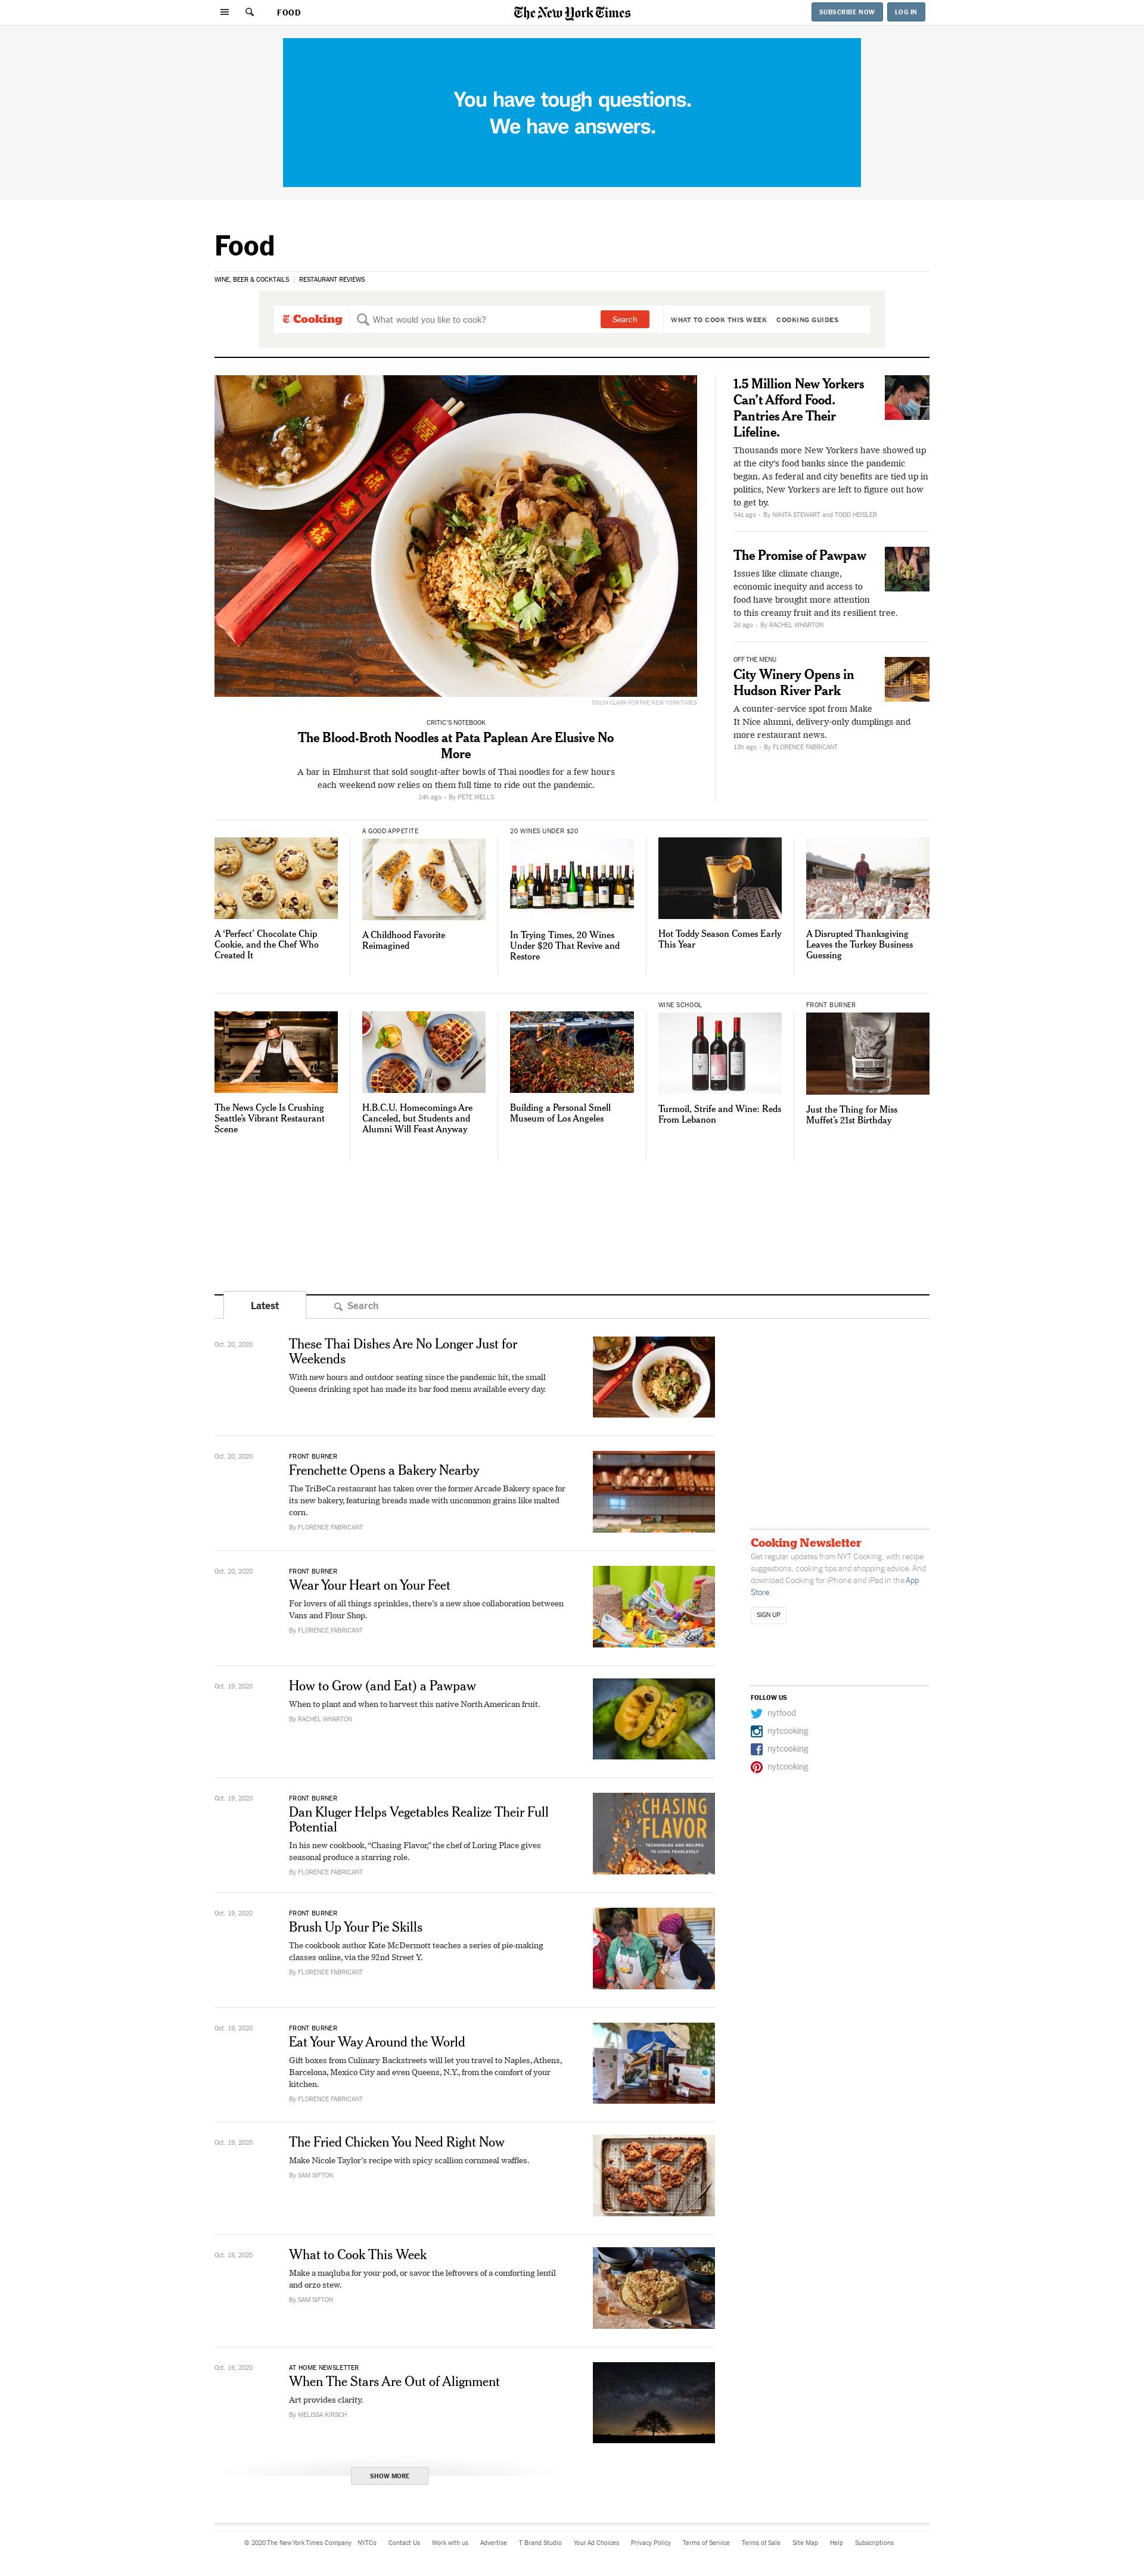 FOOD
The New York Times
SUBSCRIBE NOW
LOG IN
You have tough questions.
We have answers.
Food
WINE, BEER & COCKTAILS
RESTAURANT REVIEWS
Cooking
What would you like to cook?
Search
WHAT TO COOK THIS WEEK
COOKING GUIDES
COLIN CLARK FOR THE NEW YORK TIMES
CRITIC'S NOTEBOOK
The Blood-Broth Noodles at Pata Paplean Are Elusive No
More
A bar in Elmhurst that sold sought-after bowls of Thai noodles for a few hours
each weekend now relies on them full time to ride out the pandemic.
14h ago • By PETE WELLS
1.5 Million New Yorkers
Can't Afford Food.
Pantries Are Their
Lifeline.
Thousands more New Yorkers have showed up
at the city's food banks since the pandemic
began. As federal and city benefits are tied up in
politics, New Yorkers are left to figure out how
to get by.
54s ago • By NIKITA STEWART and TODD HEISLER
The Promise of Pawpaw
Issues like climate change,
economic inequity and access to
food have brought more attention
to this creamy fruit and its resilient tree.
2d ago • By RACHEL WHARTON
OFF THE MENU
City Winery Opens in
Hudson River Park
A counter-service spot from Make
It Nice alumni, delivery-only dumplings and
more restaurant news.
13h ago • By FLORENCE FABRICANT
A 'Perfect' Chocolate Chip
Cookie, and the Chef Who
Created It
A GOOD APPETITE
A Childhood Favorite
Reimagined
20 WINES UNDER $20
In Trying Times, 20 Wines
Under $20 That Revive and
Restore
Hot Toddy Season Comes Early
This Year
A Disrupted Thanksgiving
Leaves the Turkey Business
Guessing
The News Cycle Is Crushing
Seattle's Vibrant Restaurant
Scene
H.B.C.U. Homecomings Are
Canceled, but Students and
Alumni Will Feast Anyway
Building a Personal Smell
Museum of Los Angeles
WINE SCHOOL
Turmoil, Strife and Wine: Reds
From Lebanon
FRONT BURNER
Just the Thing for Miss
Muffet's 21st Birthday
Latest
Search
Oct. 20, 2020
These Thai Dishes Are No Longer Just for
Weekends
With new hours and outdoor seating since the pandemic hit, the small
Queens drinking spot has made its bar food menu available every day.
Oct. 20, 2020
FRONT BURNER
Frenchette Opens a Bakery Nearby
The TriBeCa restaurant has taken over the former Arcade Bakery space for
its new bakery, featuring breads made with uncommon grains like malted
corn.
By FLORENCE FABRICANT
Oct. 20, 2020
FRONT BURNER
Wear Your Heart on Your Feet
For lovers of all things sprinkles, there's a new shoe collaboration between
Vans and Flour Shop.
By FLORENCE FABRICANT
Oct. 19, 2020
How to Grow (and Eat) a Pawpaw
When to plant and when to harvest this native North American fruit.
By RACHEL WHARTON
Oct. 19, 2020
FRONT BURNER
Dan Kluger Helps Vegetables Realize Their Full
Potential
In his new cookbook, "Chasing Flavor," the chef of Loring Place gives
seasonal produce a starring role.
By FLORENCE FABRICANT
CHASING
FLAVOR
TECHNIQUES AND RECIPES
TO COOK FEARLESSLY
Oct. 19, 2020
FRONT BURNER
Brush Up Your Pie Skills
The cookbook author Kate McDermott teaches a series of pie-making
classes online, via the 92nd Street Y.
By FLORENCE FABRICANT
Oct. 19, 2020
FRONT BURNER
Eat Your Way Around the World
Gift boxes from Culinary Backstreets will let you travel to Naples, Athens,
Barcelona, Mexico City and even Queens, N.Y., from the comfort of your
kitchen.
By FLORENCE FABRICANT
Oct. 19, 2020
The Fried Chicken You Need Right Now
Make Nicole Taylor's recipe with spicy scallion cornmeal waffles.
By SAM SIFTON
Oct. 18, 2020
What to Cook This Week
Make a maqluba for your pod, or savor the leftovers of a comforting lentil
and orzo stew.
By SAM SIFTON
Oct. 16, 2020
AT HOME NEWSLETTER
When The Stars Are Out of Alignment
Art provides clarity.
By MELISSA KIRSCH
SHOW MORE
Cooking Newsletter
Get regular updates from NYT Cooking, with recipe
suggestions, cooking tips and shopping advice. And
download Cooking for iPhone and iPad in the App
Store.
SIGN UP
FOLLOW US
nytfood
nytcooking
nytcooking
nytcooking
© 2020 The New York Times Company
NYTCo
Contact Us
Work with us
Advertise
T Brand Studio
Your Ad Choices
Privacy Policy
Terms of Service
Terms of Sale
Site Map
Help
Subscriptions